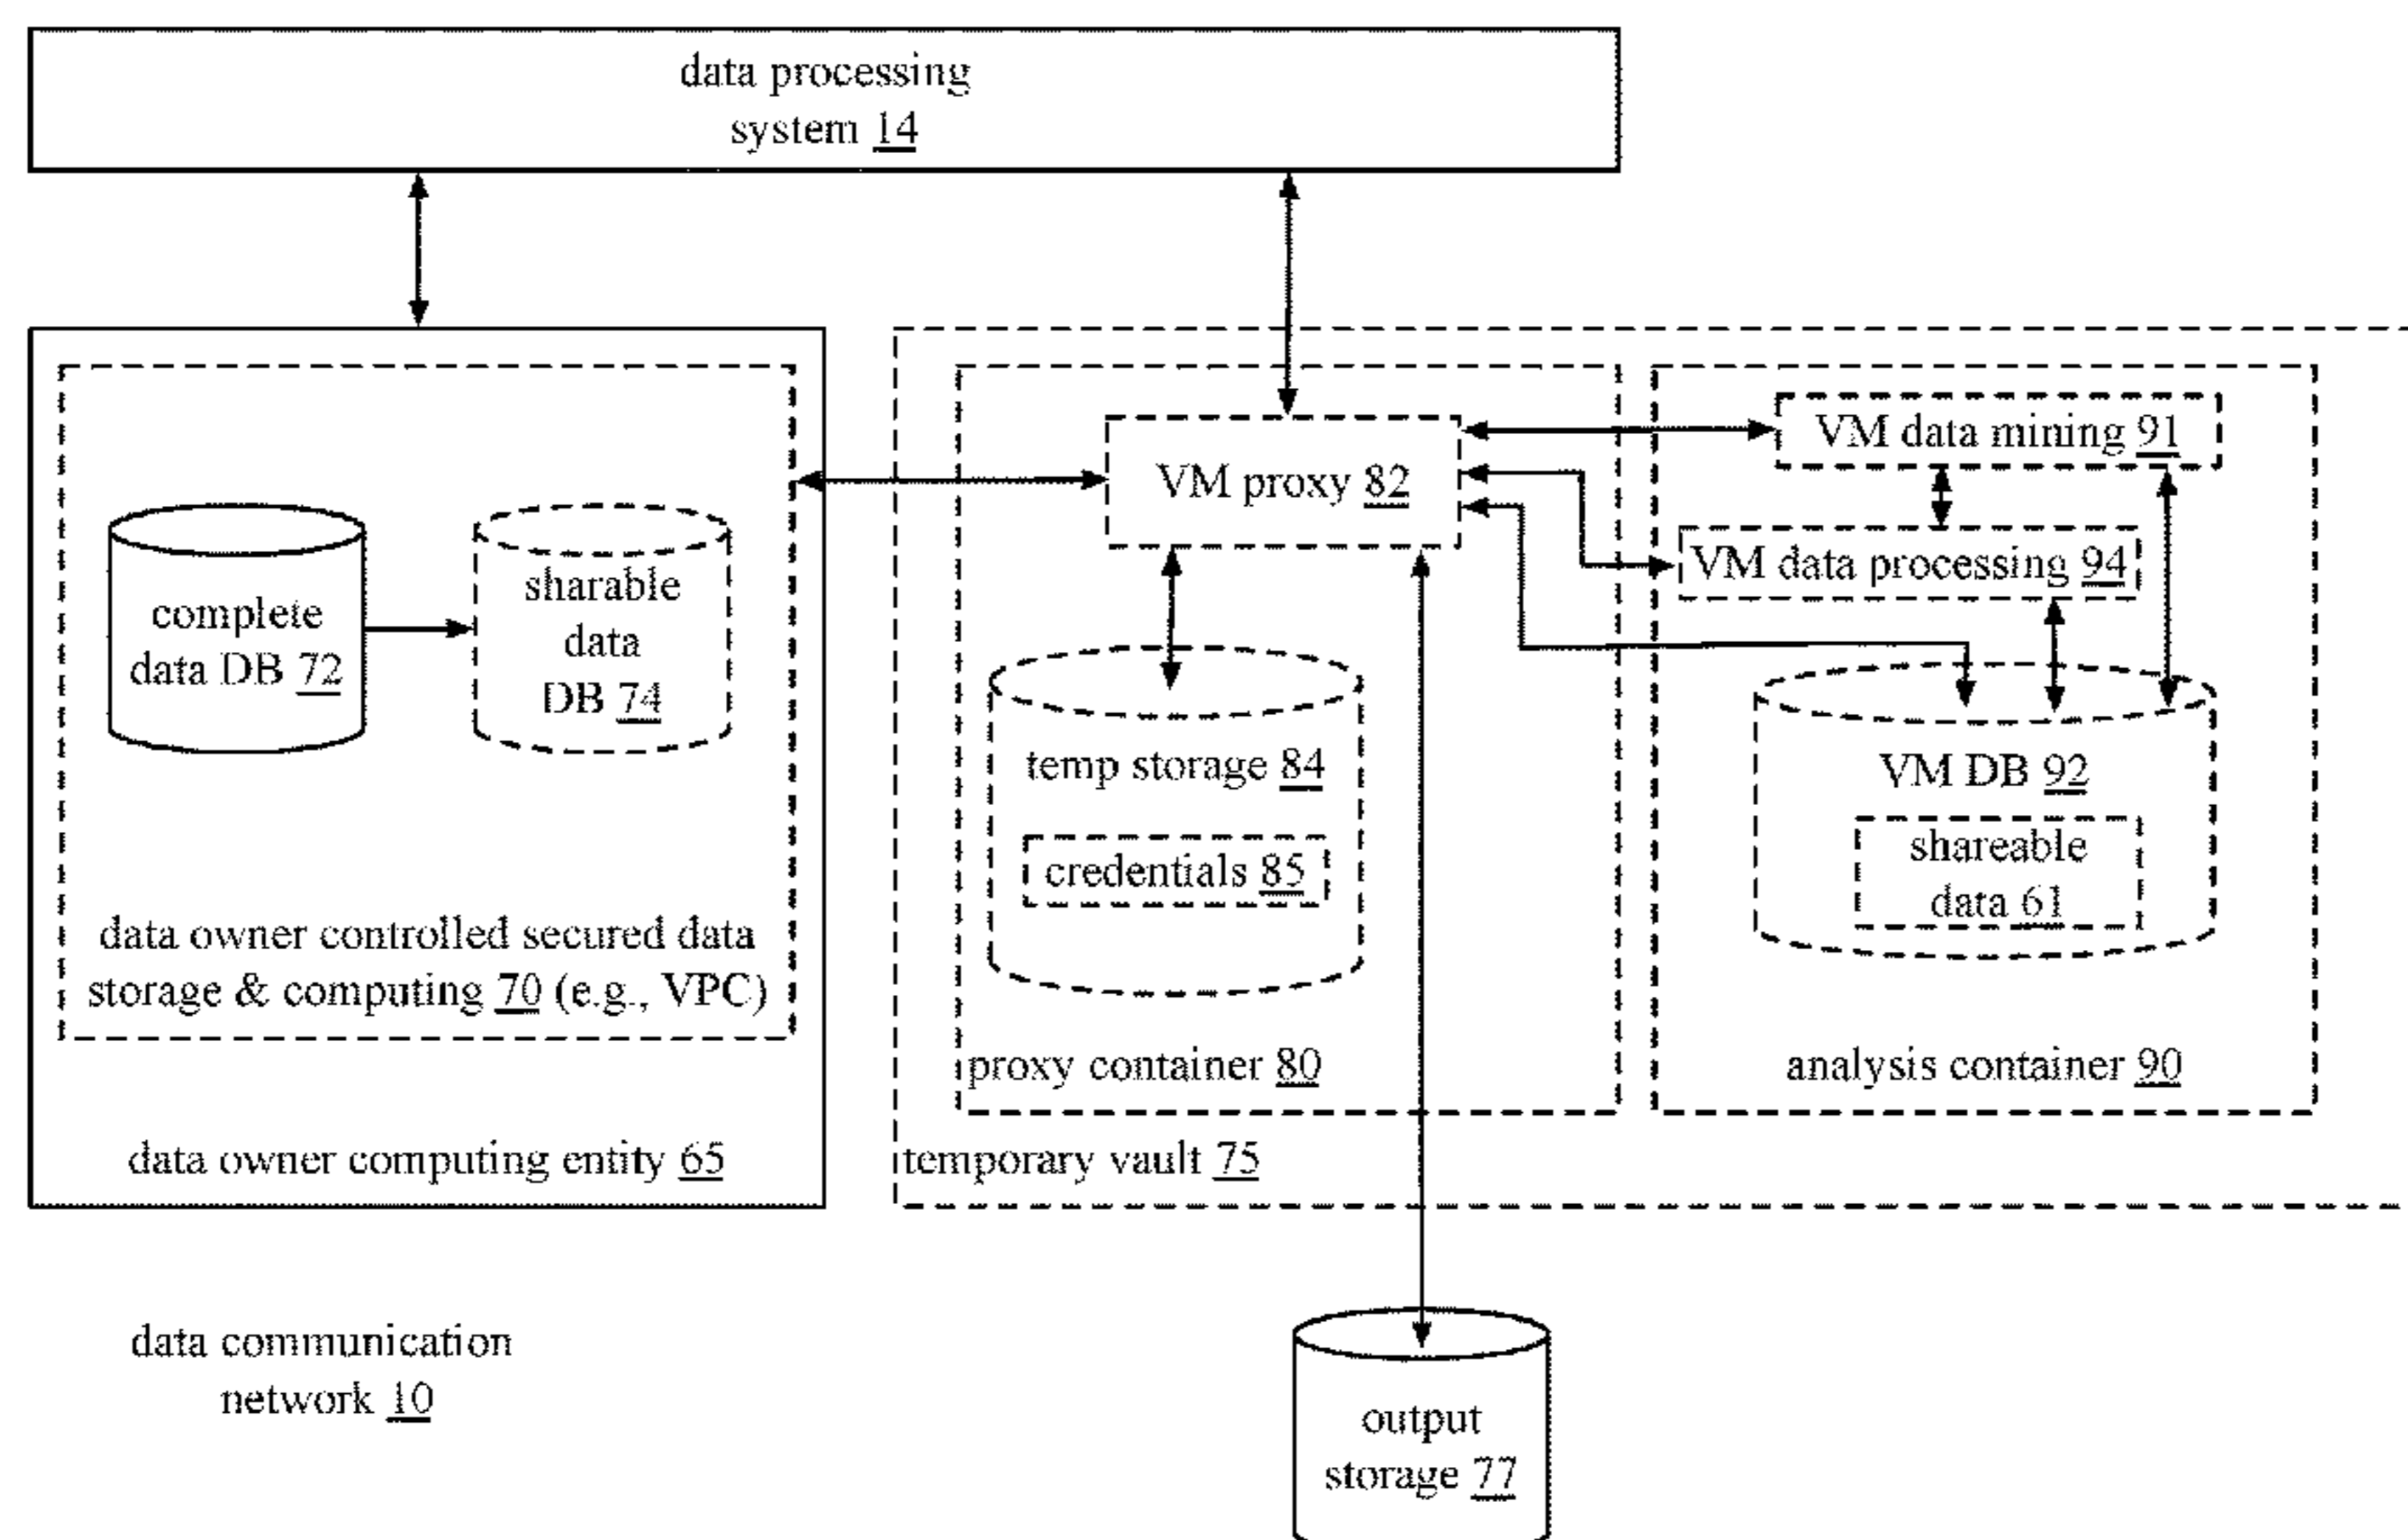 data processing
system 14
VM data mining 91
VM proxy 82
VM data processing 94
complete
data DB 72
sharable
data
DB 74
temp storage 84
credentials 85
VM DB 92
shareable
data 61
data owner controlled secured data
storage & computing 70 (e.g., VPC)
proxy container 80
analysis container 90
data owner computing entity 65
temporary vault 75
data communication
network 10
output
storage 77